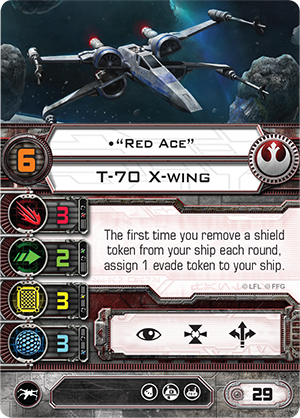 • “Red Ace”
6
T-70 X-wing
3
2
3
3
The first time you remove a shield
token from your ship each round,
assign 1 evade token to your ship.
©LFL ©FFG
29